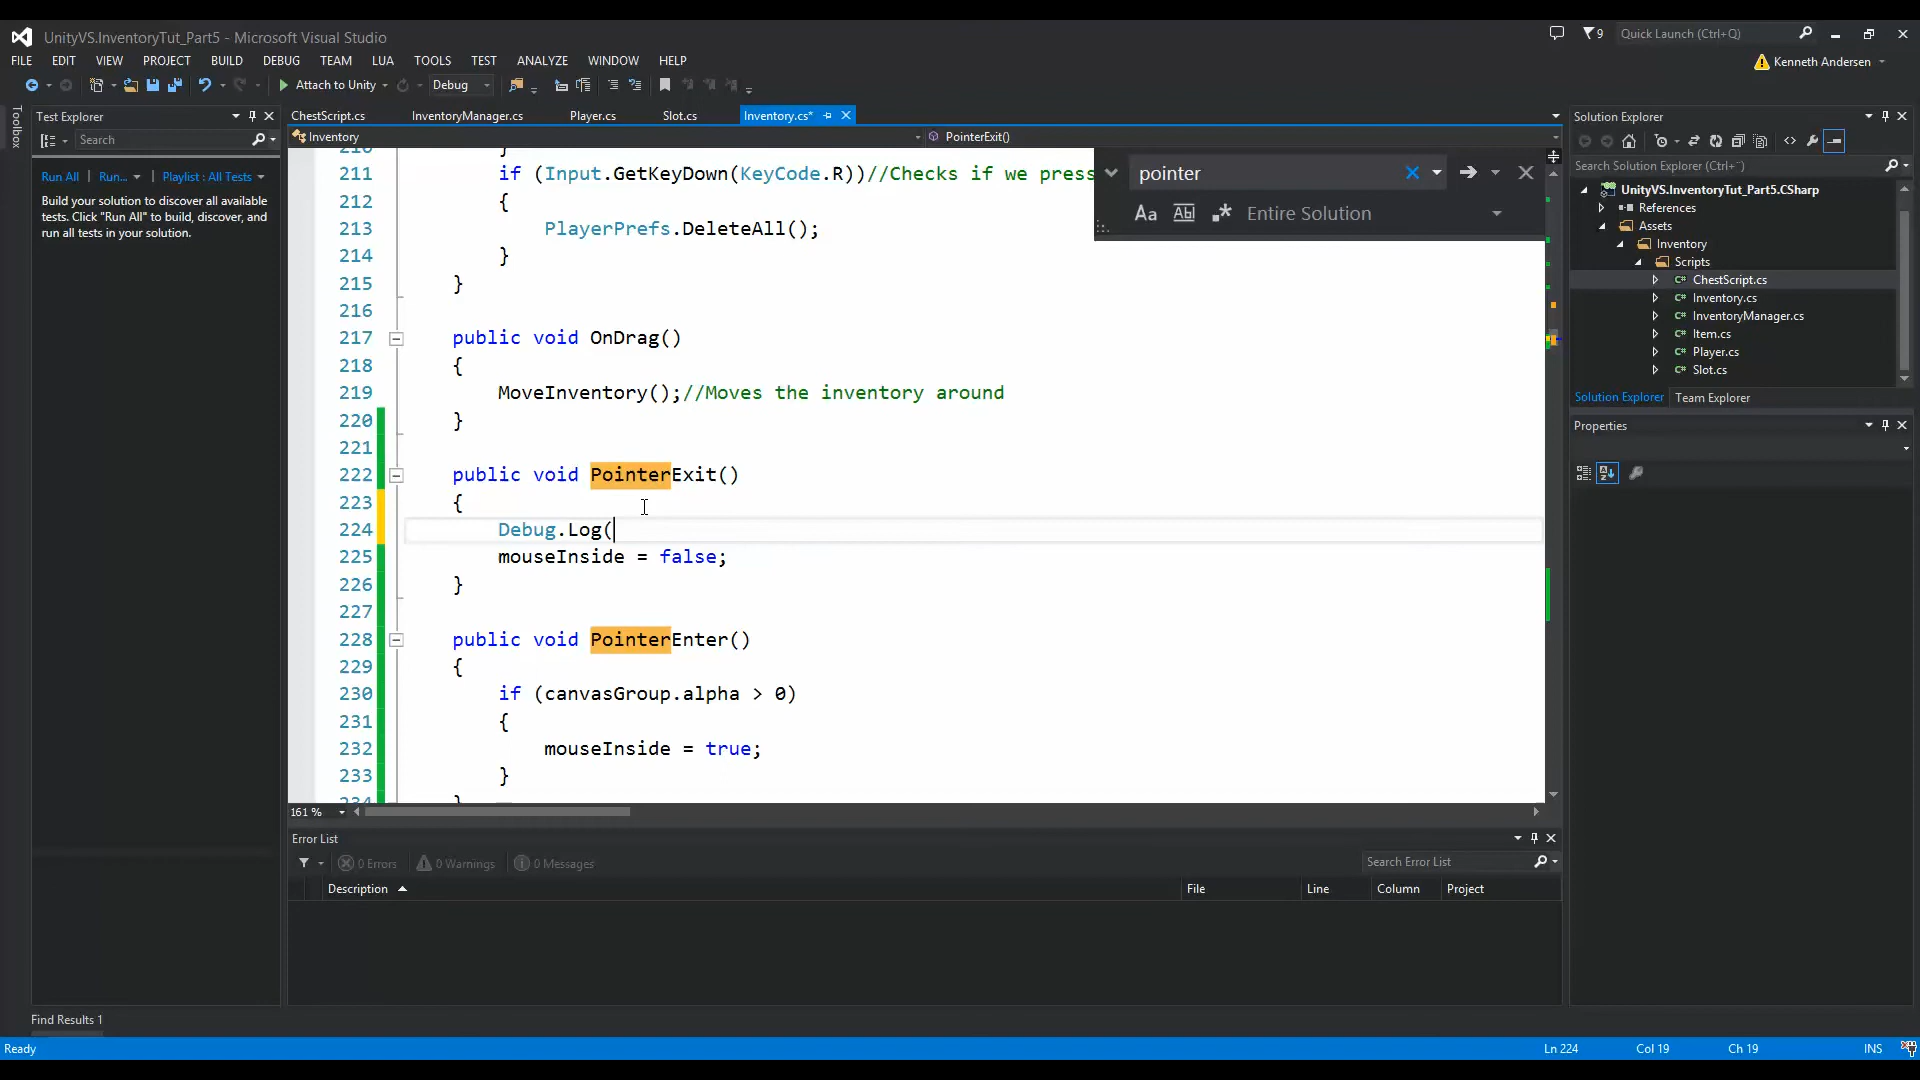 UnityVS.InventoryTut_Part5 - Microsoft Visual Studio
9
Quick Launch (Ctrl+Q)
FILE EDIT VIEW PROJECT BUILD DEBUG TEAM LUA TOOLS TEST ANALYZE WINDOW HELP
Kenneth Andersen
Attach to Unity
Debug
Toolbox
Test Explorer
Search
Run All | Run... | Playlist : All Tests
Build your solution to discover all available
tests. Click "Run All" to build, discover, and
run all tests in your solution.
ChestScript.cs InventoryManager.cs Player.cs Slot.cs Inventory.cs*
Inventory
PointerExit()
pointer
Aa Abl .* Entire Solution
210 }
211 if (Input.GetKeyDown(KeyCode.R))//Checks if we press
212 {
213 PlayerPrefs.DeleteAll();
214 }
215 }
216
217 public void OnDrag()
218 {
219 MoveInventory();//Moves the inventory around
220 }
221
222 public void PointerExit()
223 {
224 Debug.Log(
225 mouseInside = false;
226 }
227
228 public void PointerEnter()
229 {
230 if (canvasGroup.alpha > 0)
231 {
232 mouseInside = true;
233 }
234 }
161 %
Error List
0 Errors 0 Warnings 0 Messages
Search Error List
Description File Line Column Project
Find Results 1
Solution Explorer
Search Solution Explorer (Ctrl+¨)
UnityVS.InventoryTut_Part5.CSharp
References
Assets
Inventory
Scripts
C# ChestScript.cs
C# Inventory.cs
C# InventoryManager.cs
C# Item.cs
C# Player.cs
C# Slot.cs
Solution Explorer Team Explorer
Properties
Ready
Ln 224 Col 19 Ch 19 INS